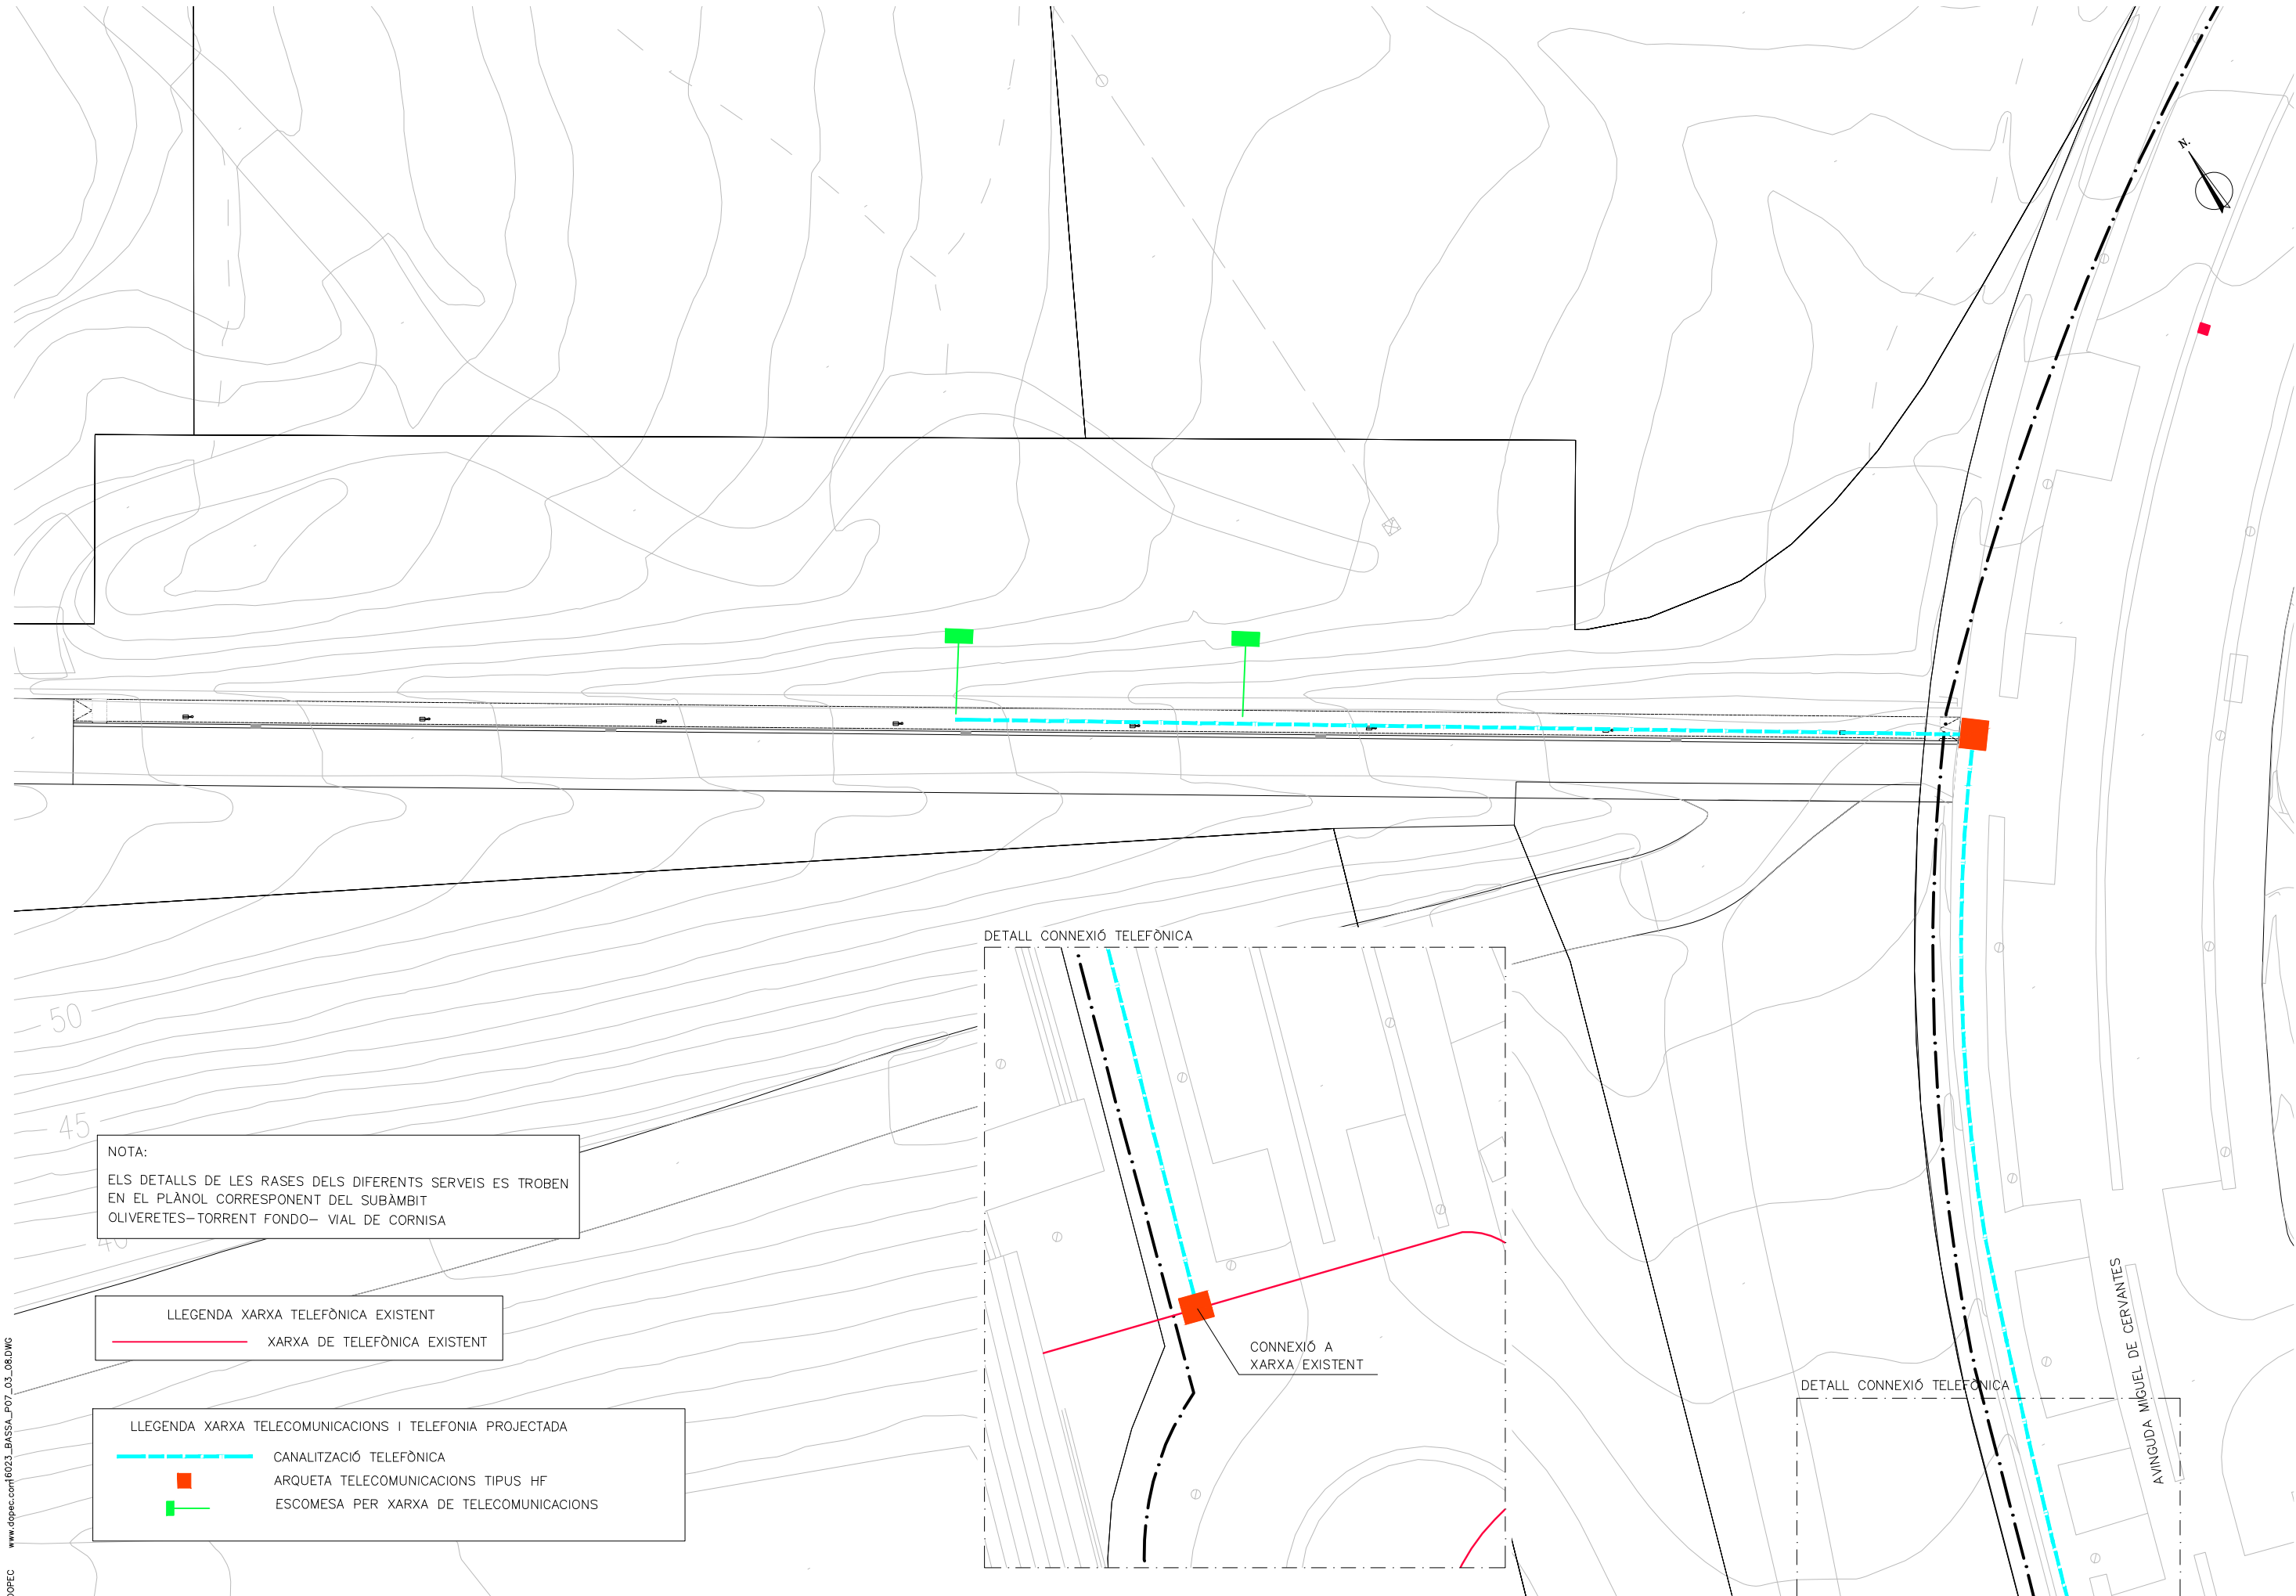 N.
DETALL CONNEXIÓ TELEFÒNICA
50
45
40
NOTA:
ELS DETALLS DE LES RASES DELS DIFERENTS SERVEIS ES TROBEN
EN EL PLÀNOL CORRESPONENT DEL SUBÀMBIT
OLIVERETES-TORRENT FONDO- VIAL DE CORNISA
LLEGENDA XARXA TELEFÒNICA EXISTENT
XARXA DE TELEFÒNICA EXISTENT
LLEGENDA XARXA TELECOMUNICACIONS I TELEFONIA PROJECTADA
CANALITZACIÓ TELEFÒNICA
ARQUETA TELECOMUNICACIONS TIPUS HF
ESCOMESA PER XARXA DE TELECOMUNICACIONS
CONNEXIÓ A
XARXA EXISTENT
DETALL CONNEXIÓ TELEFÒNICA
AVINGUDA MIGUEL DE CERVANTES
DOPEC www.dopec.com 16023_BASSA_P07_03_08.DWG